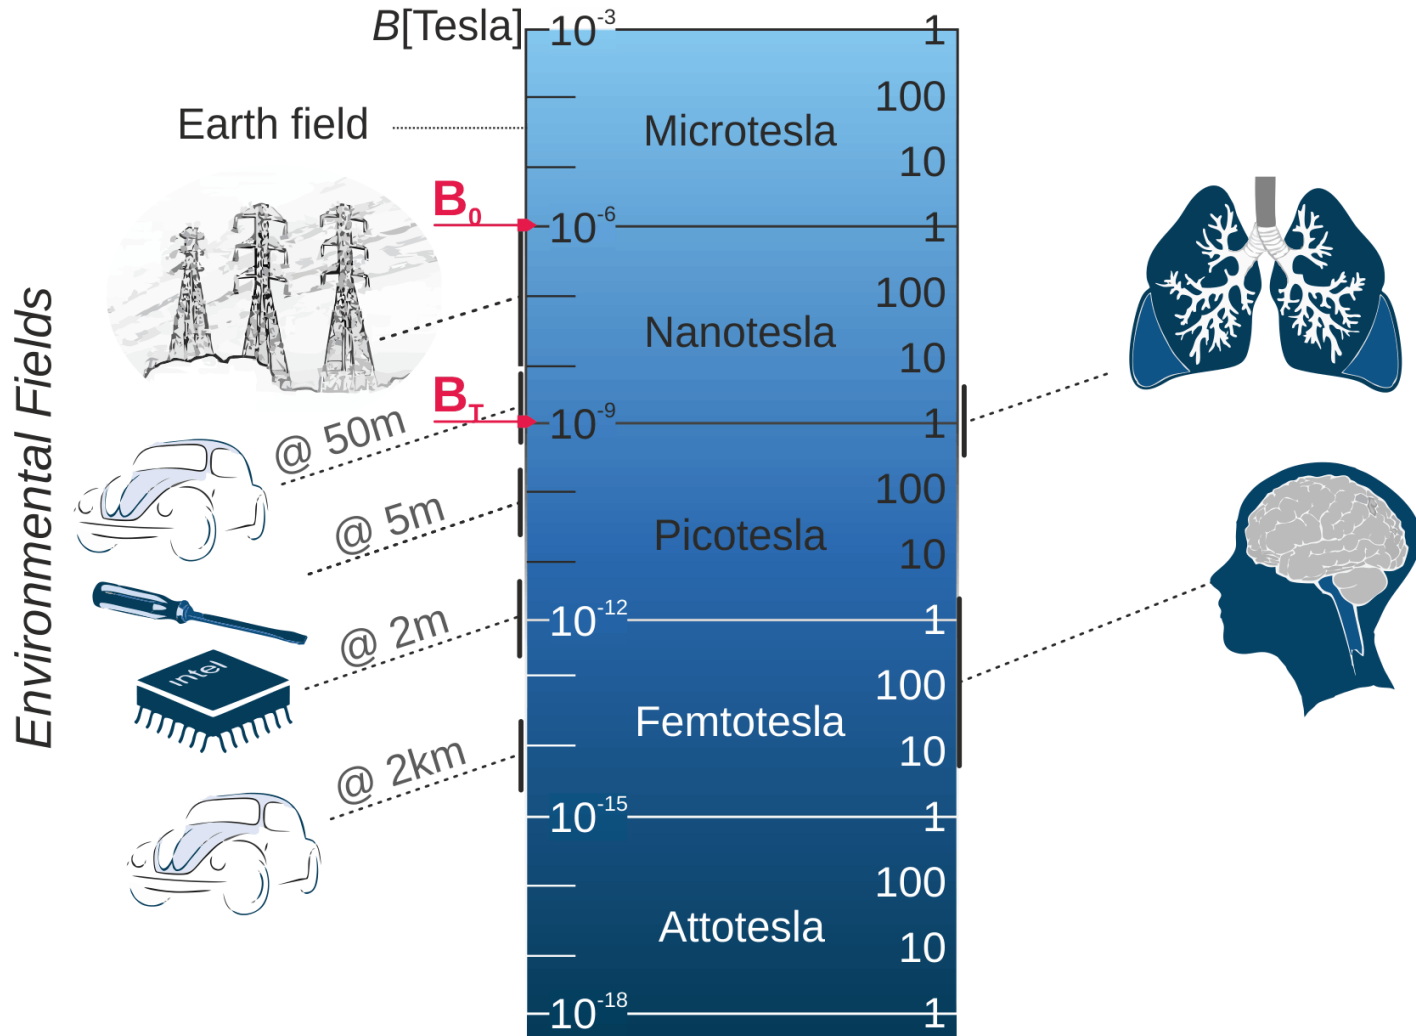 B[Tesla]
10⁻³
1
100
Earth field
Microtesla
10
B₀
10⁻⁶
1
100
Nanotesla
10
B_T
10⁻⁹
1
@ 50m
100
@ 5m
Picotesla
10
10⁻¹²
1
@ 2m
intel
100
Femtotesla
10
@ 2km
10⁻¹⁵
1
100
Attotesla
10
10⁻¹⁸
1
Environmental Fields